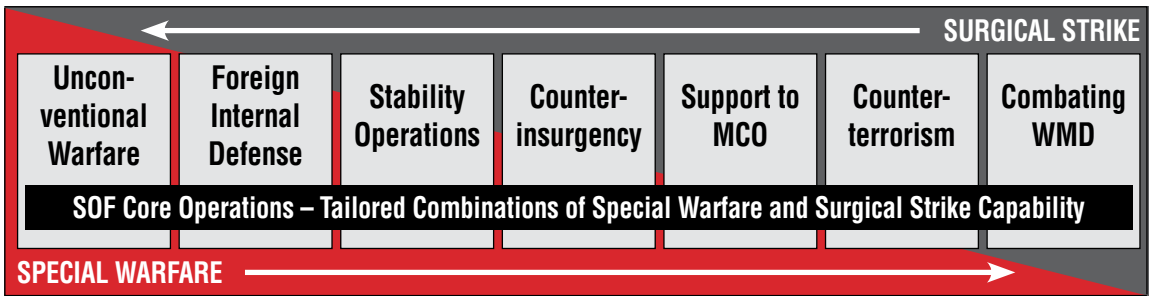 SURGICAL STRIKE
Uncon-
ventional
Warfare
Foreign
Internal
Defense
Stability
Operations
Counter-
insurgency
Support to
MCO
Counter-
terrorism
Combating
WMD
SOF Core Operations – Tailored Combinations of Special Warfare and Surgical Strike Capability
SPECIAL WARFARE